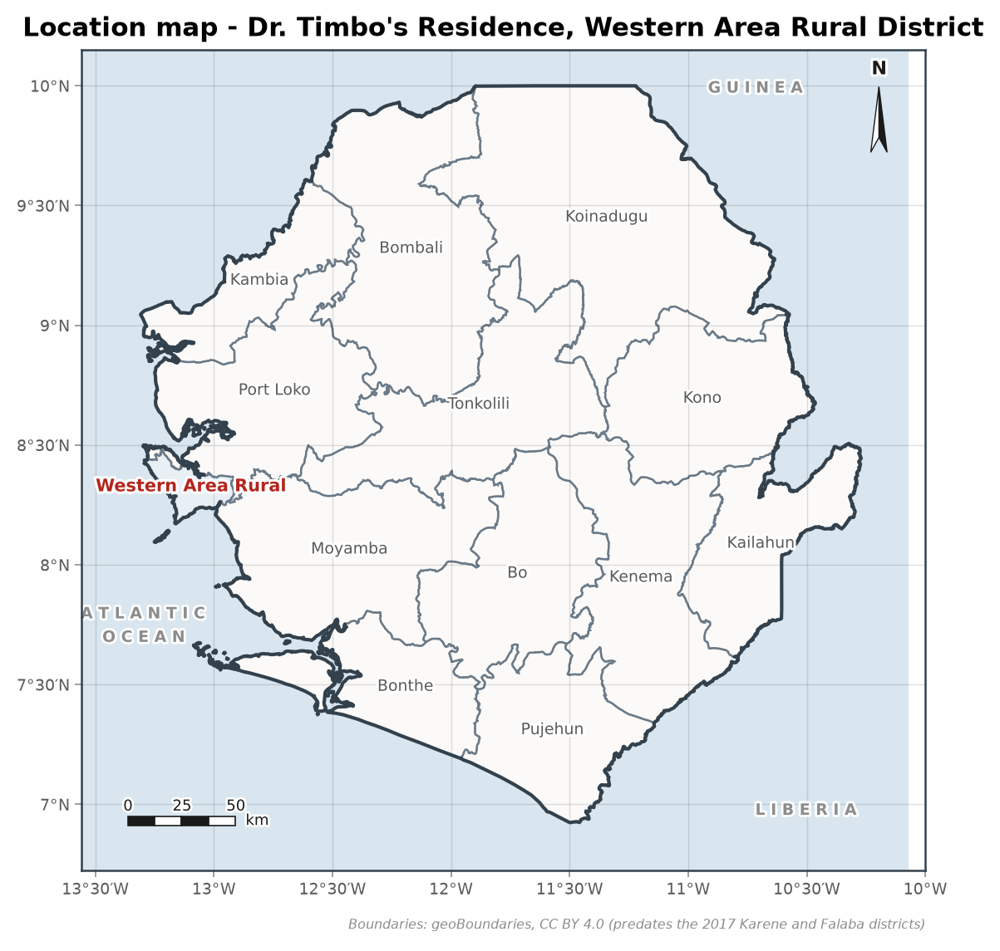 Location map - Dr. Timbo's Residence, Western Area Rural District
N
GUINEA
10°N
9°30′N
9°N
8°30′N
8°N
7°30′N
7°N
Koinadugu
Bombali
Kambia
Port Loko
Tonkolili
Kono
Western Area Rural
Moyamba
Bo
Kenema
Kailahun
ATLANTIC
OCEAN
Bonthe
Pujehun
LIBERIA
0 25 50
km
13°30′W 13°W 12°30′W 12°W 11°30′W 11°W 10°30′W 10°W
Boundaries: geoBoundaries, CC BY 4.0 (predates the 2017 Karene and Falaba districts)